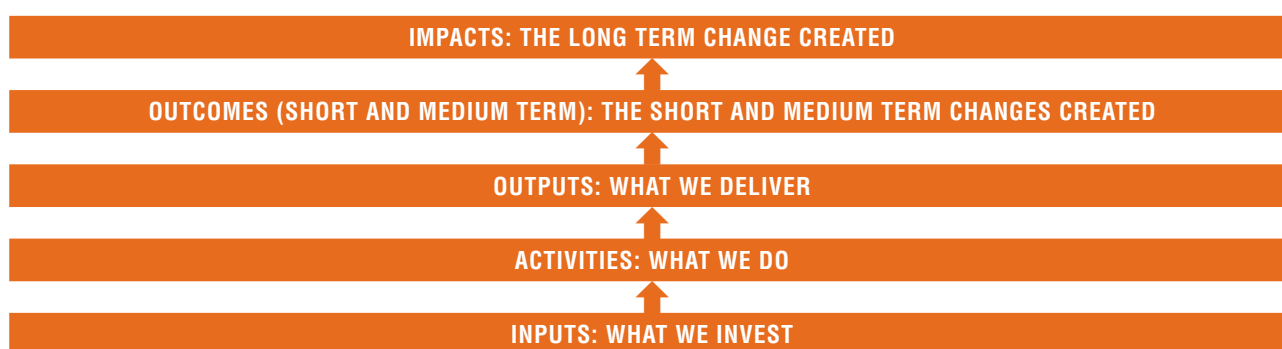 IMPACTS: THE LONG TERM CHANGE CREATED
OUTCOMES (SHORT AND MEDIUM TERM): THE SHORT AND MEDIUM TERM CHANGES CREATED
OUTPUTS: WHAT WE DELIVER
ACTIVITIES: WHAT WE DO
INPUTS: WHAT WE INVEST